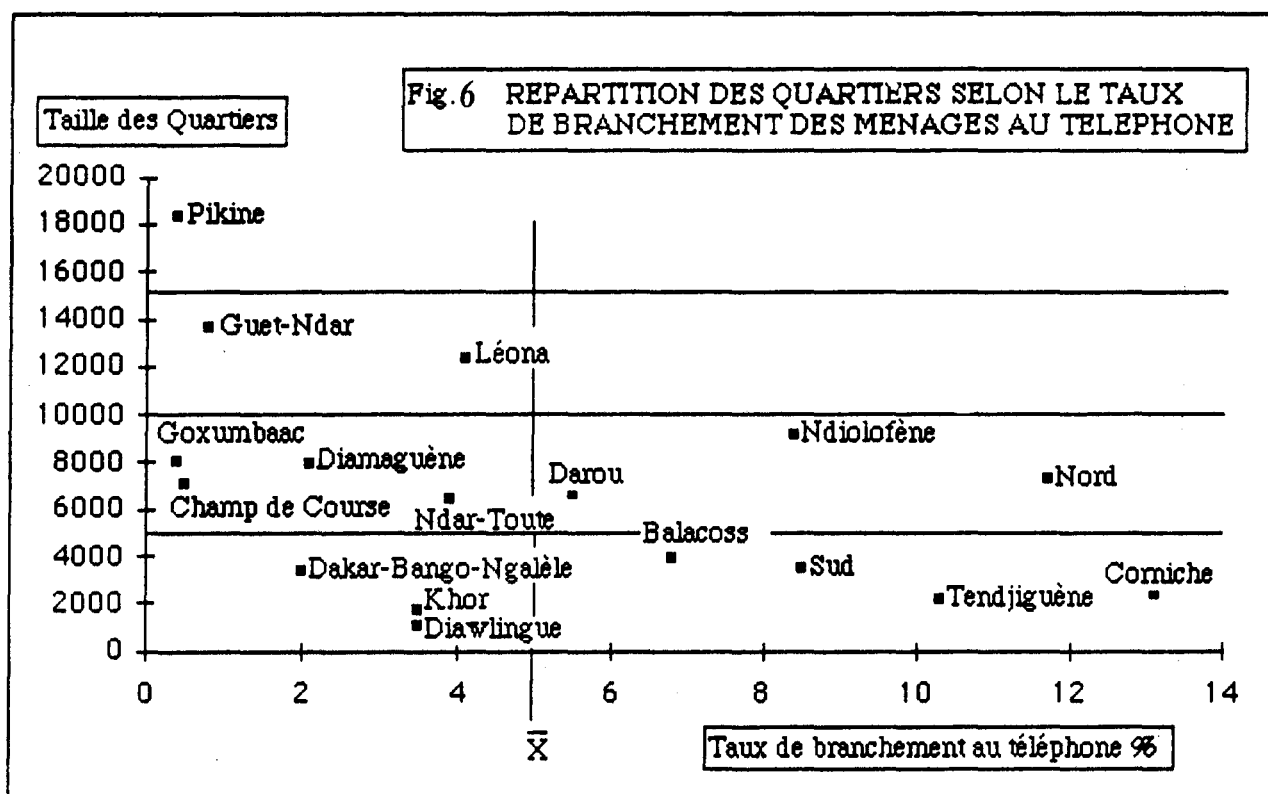 Fig.6 REPARTITION DES QUARTIERS SELON LE TAUX
DE BRANCHEMENT DES MENAGES AU TELEPHONE
Taille des Quartiers
20000
18000
16000
14000
12000
10000
8000
6000
4000
2000
0
Pikine
Guet-Ndar
Léona
Goxumbaac
Diamaguène
Ndiolofène
Darou
Nord
Champ de Course
Ndar-Toute
Balacoss
Dakar-Bango-Ngalèle
Sud
Corniche
Khor
Tendjiguène
Diawlingue
0 2 4 6 8 10 12 14
X̅
Taux de branchement au téléphone %